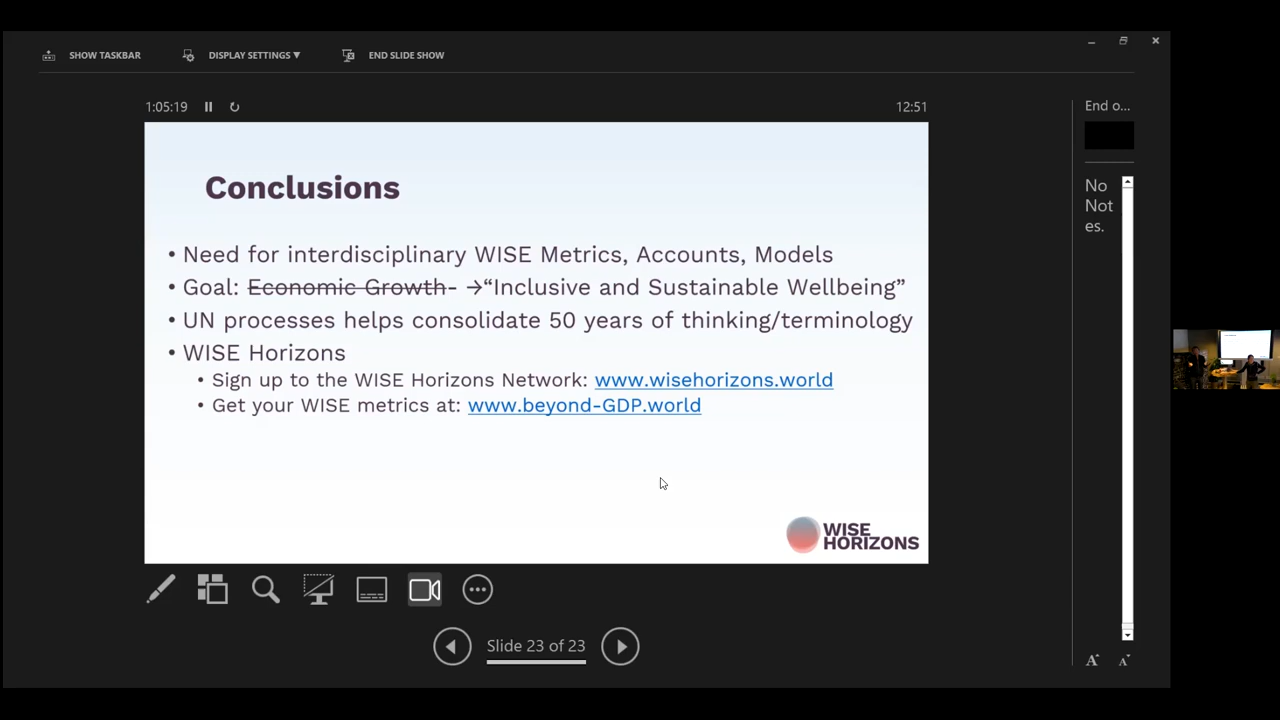 SHOW TASKBAR DISPLAY SETTINGS ▼ END SLIDE SHOW
1:05:19 12:51
End o...
Conclusions
• Need for interdisciplinary WISE Metrics, Accounts, Models
• Goal: Economic Growth- →“Inclusive and Sustainable Wellbeing”
• UN processes helps consolidate 50 years of thinking/terminology
• WISE Horizons
• Sign up to the WISE Horizons Network: www.wisehorizons.world
• Get your WISE metrics at: www.beyond-GDP.world
WISE
HORIZONS
No
Not
es.
Slide 23 of 23
A A